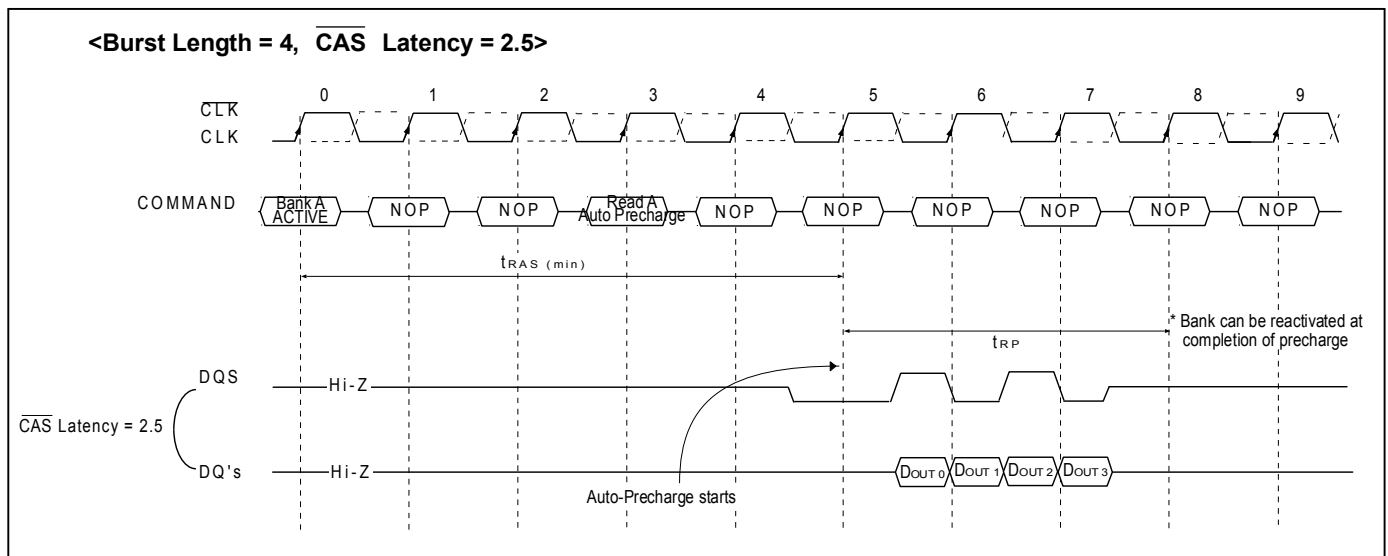 <Burst Length = 4, CAS Latency = 2.5>
0 1 2 3 4 5 6 7 8 9
CLK
CLK
COMMAND
Bank A
ACTIVE
NOP
NOP
Read A
Auto Precharge
NOP
NOP
NOP
NOP
NOP
NOP
tRAS (min)
* Bank can be reactivated at
completion of precharge
tRP
DQS
Hi-Z
CAS Latency = 2.5
DQ's
Hi-Z
DOUT 0
DOUT 1
DOUT 2
DOUT 3
Auto-Precharge starts